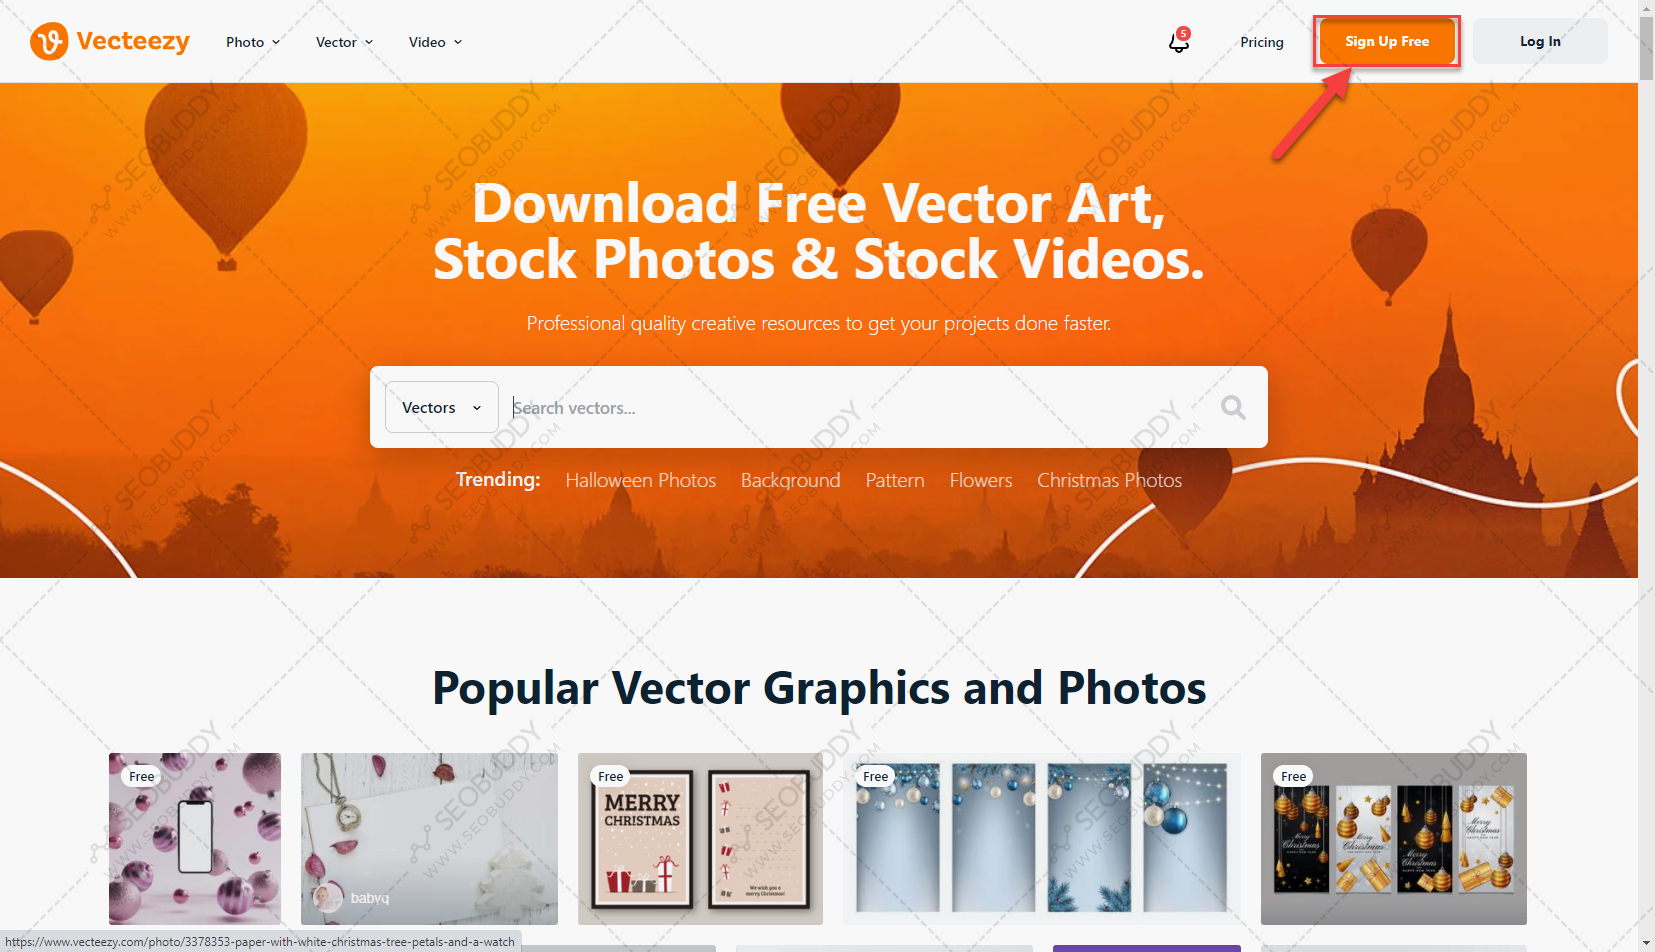 Vecteezy
Photo
Vector
Video
5
Pricing
Sign Up Free
Log In
Download Free Vector Art,
Stock Photos & Stock Videos.
Professional quality creative resources to get your projects done faster.
Vectors
Search vectors...
Trending:
Halloween Photos
Background
Pattern
Flowers
Christmas Photos
Popular Vector Graphics and Photos
Free
babyq
Free
MERRY
CHRISTMAS
We wish you a
merry Christmas!
Free
Free
Merry
Christmas
Merry
Christmas
Merry
Christmas
Merry
Christmas
https://www.vecteezy.com/photo/3378353-paper-with-white-christmas-tree-petals-and-a-watch
SEOBUDDY
WWW.SEOBUDDY.COM